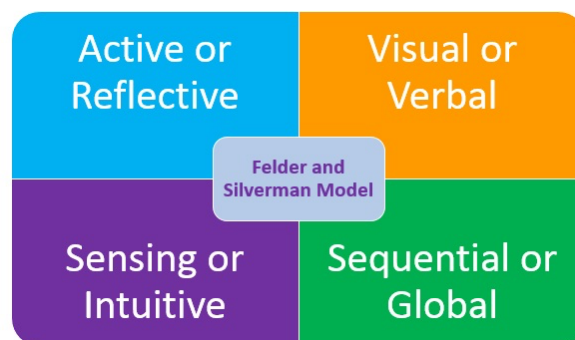 Active or
Reflective
Visual or
Verbal
Felder and
Silverman Model
Sensing or
Intuitive
Sequential or
Global